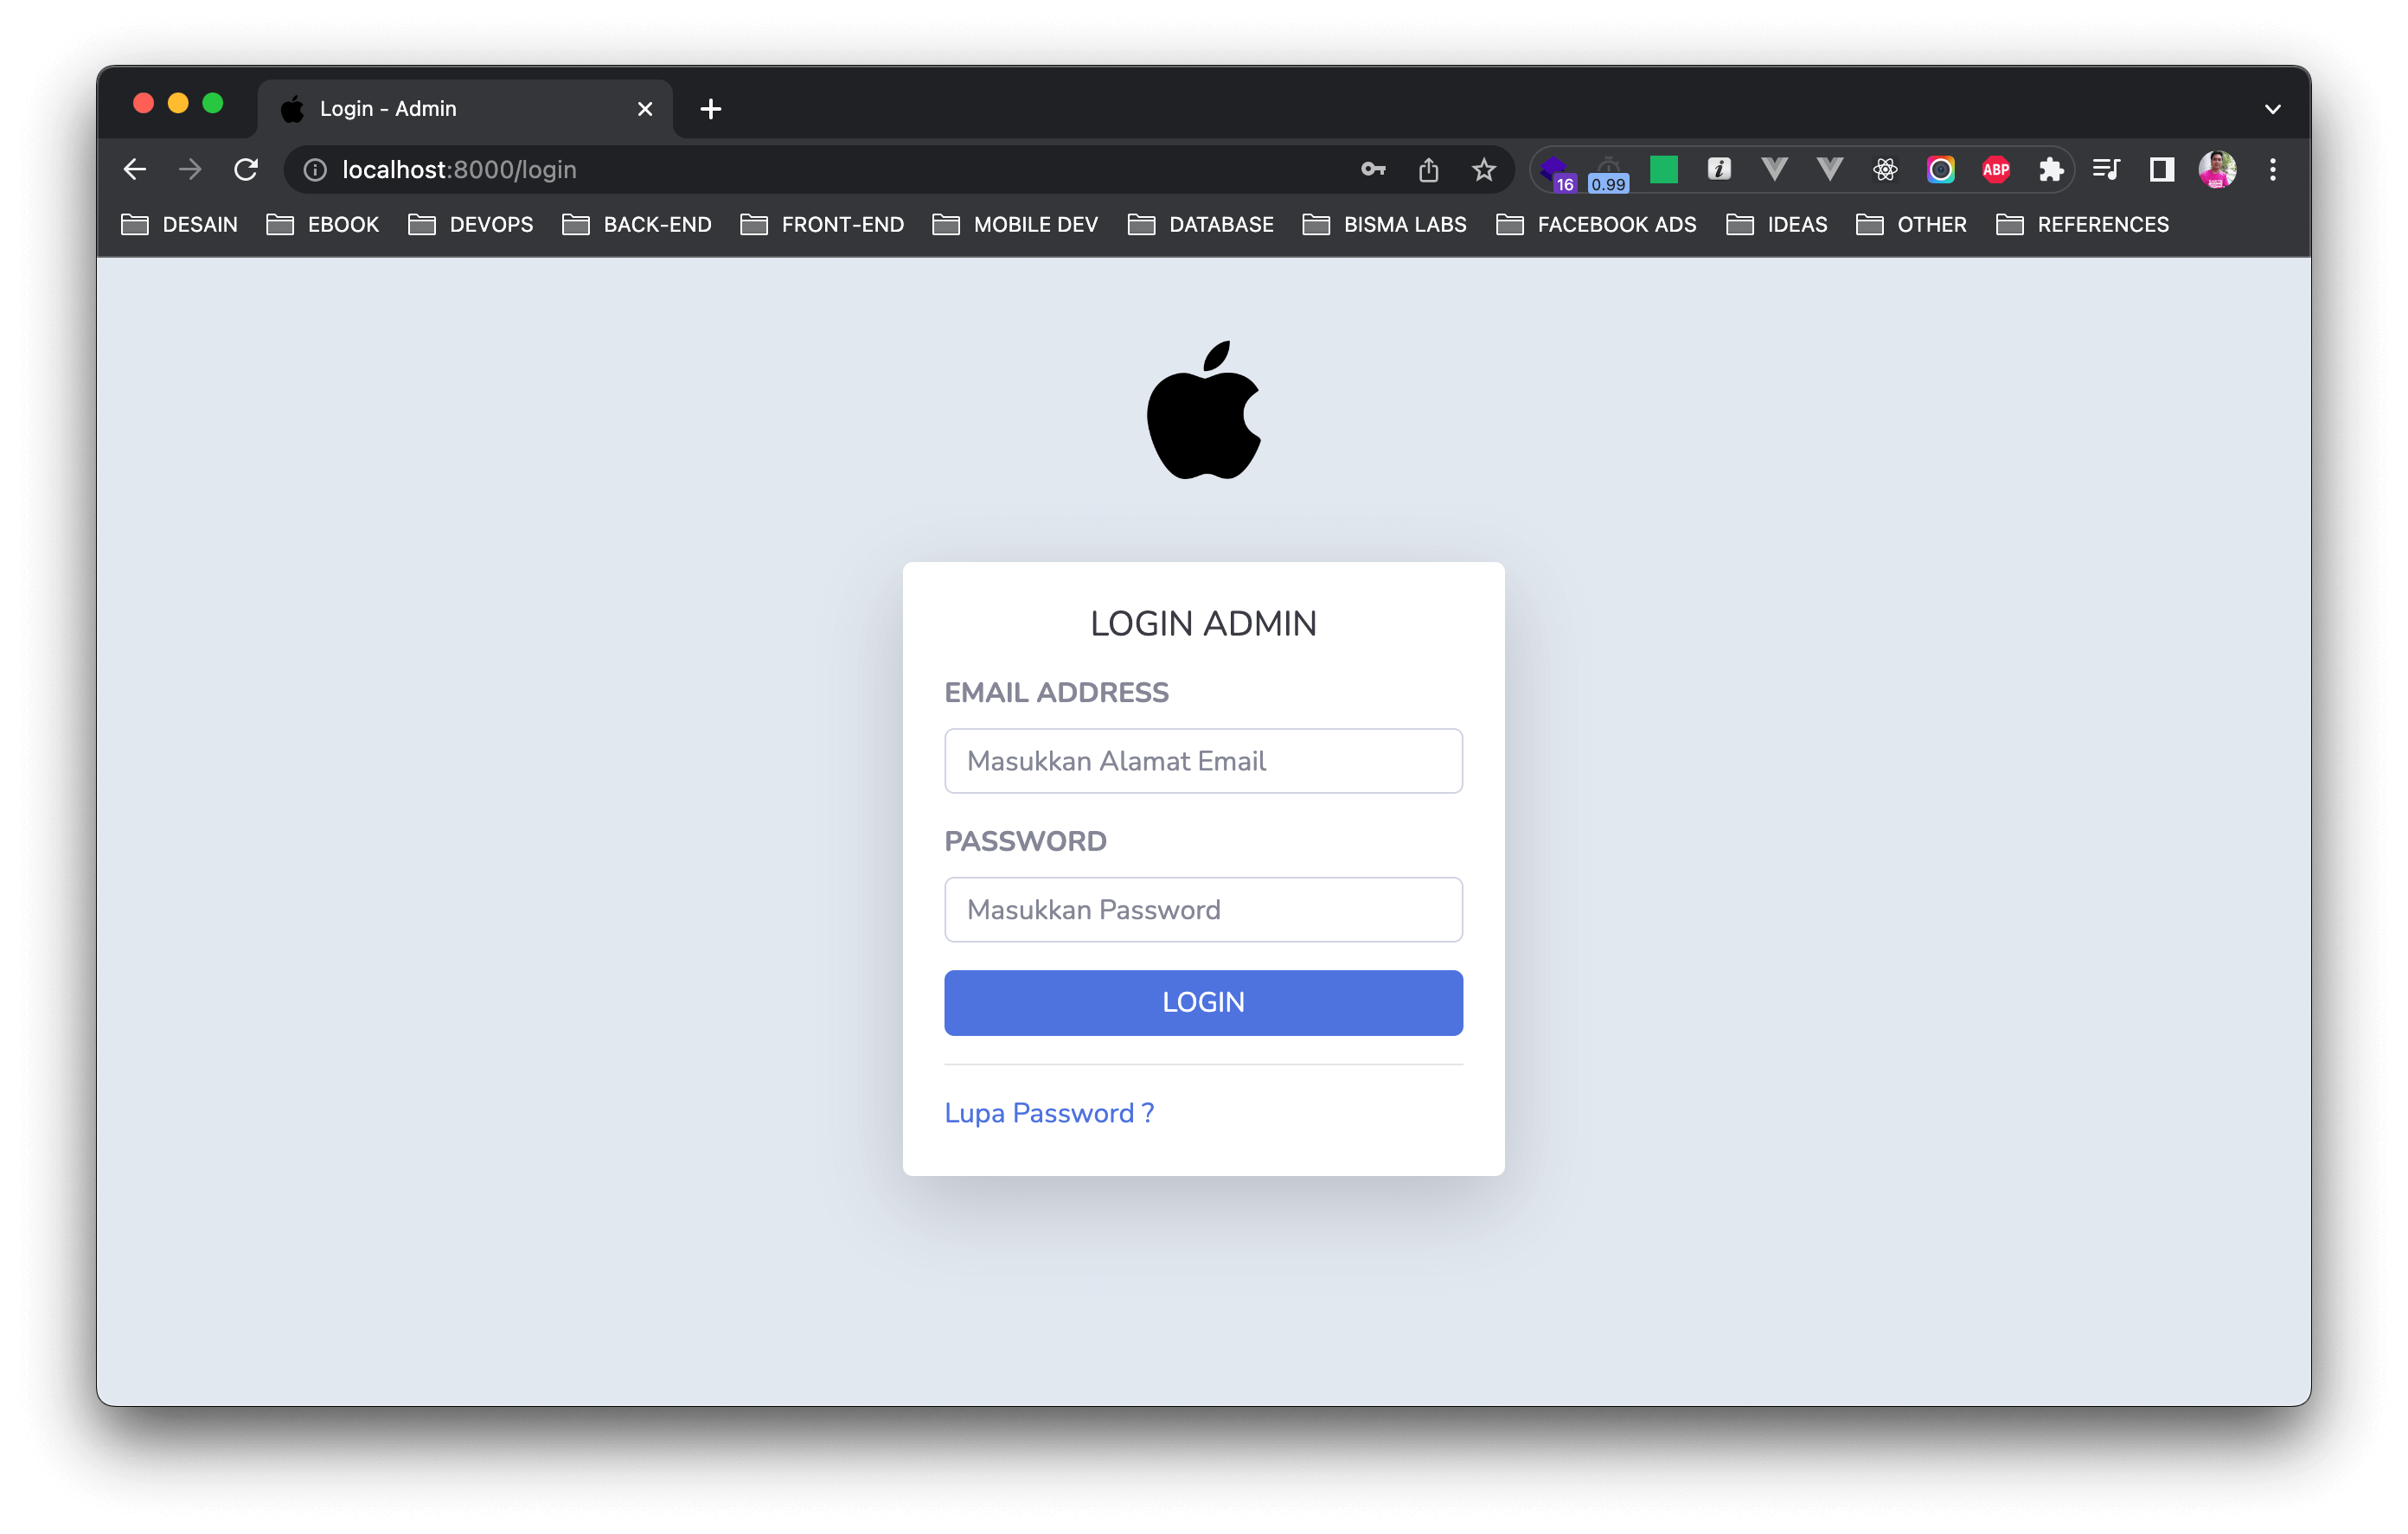 Login - Admin
localhost:8000/login
16 0.99 ABP
DESAIN EBOOK DEVOPS BACK-END FRONT-END MOBILE DEV DATABASE BISMA LABS FACEBOOK ADS IDEAS OTHER REFERENCES
LOGIN ADMIN
EMAIL ADDRESS
Masukkan Alamat Email
PASSWORD
Masukkan Password
LOGIN
Lupa Password ?